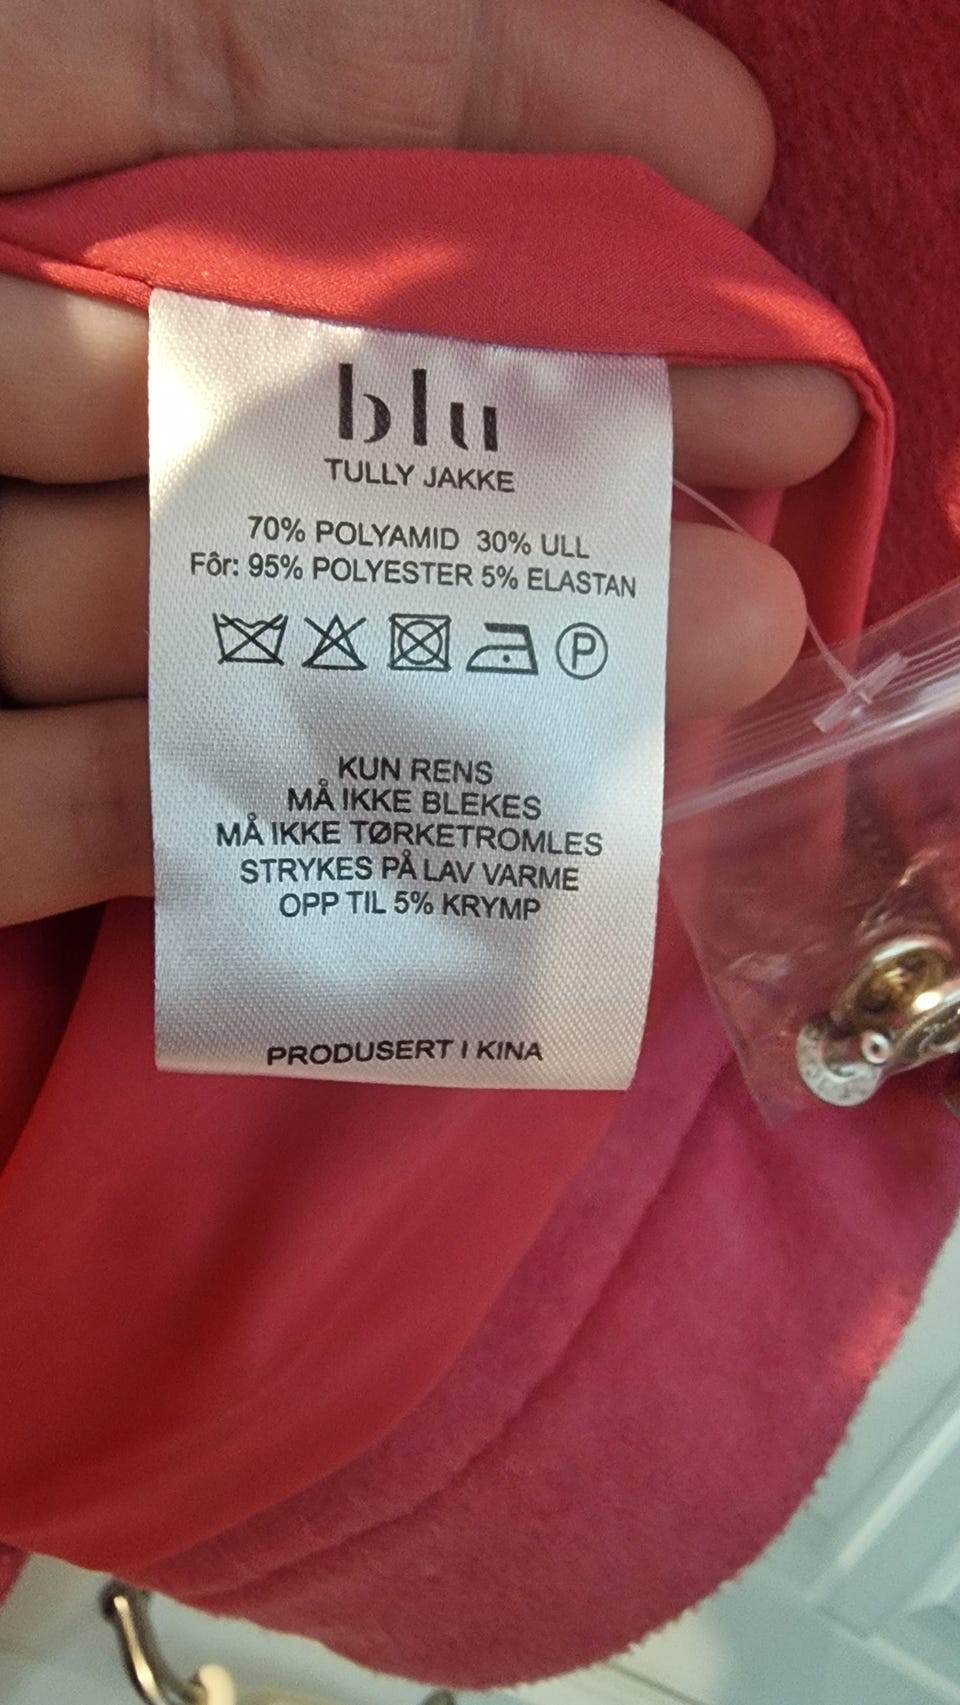 blu
TULLY JAKKE
70% POLYAMID 30% ULL
Fôr: 95% POLYESTER 5% ELASTAN
P
KUN RENS
MÅ IKKE BLEKES
MÅ IKKE TØRKETROMLES
STRYKES PÅ LAV VARME
OPP TIL 5% KRYMP
PRODUSERT I KINA